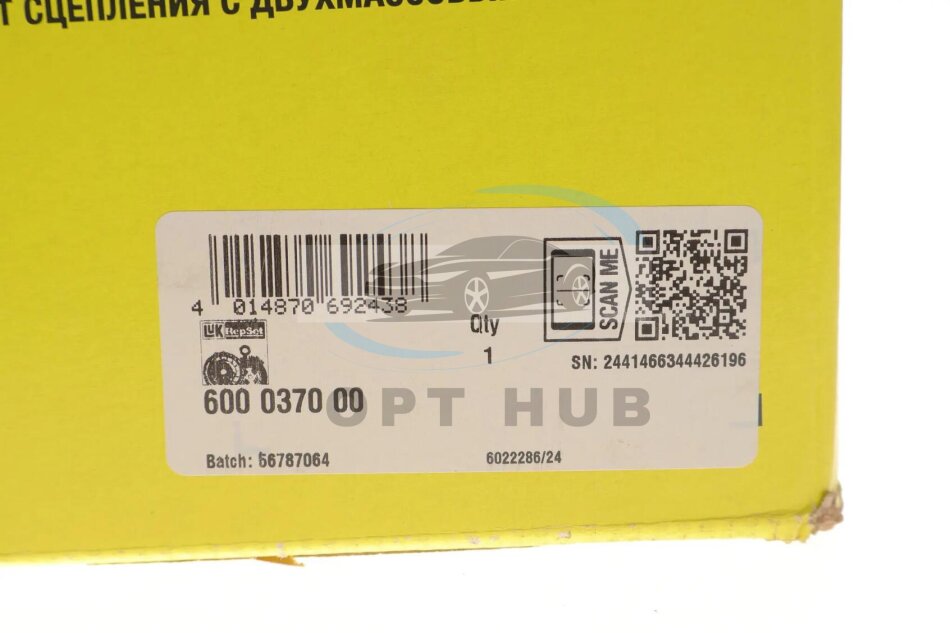 Т СЦЕПЛЕНИЯ С
4 014870 692438
LuK RepSet
Qty
1
SCAN ME
SN: 2441466344426196
600 0370 00
OPT HUB
Batch: 56787064
6022286/24